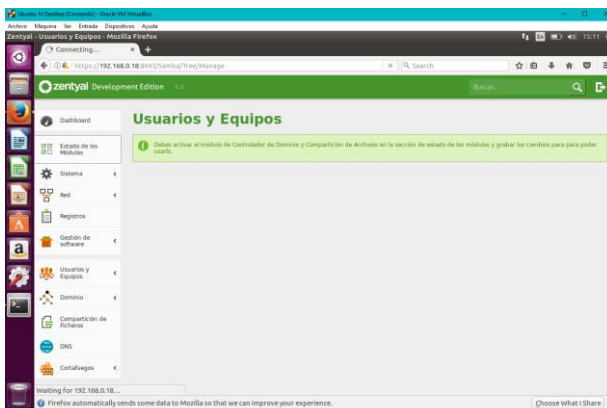 Ubuntu 16 Desktop [Corriendo] - Oracle VM VirtualBox
Archivo Máquina Ver Entrada Dispositivos Ayuda
Zentyal - Usuarios y Equipos - Mozilla Firefox
En
15:11
Connecting...
https://192.168.0.18:8443/Samba/Tree/Manage
Search
zentyal Development Edition 5.0
Buscar...
Dashboard
Usuarios y Equipos
Debes activar el módulo de Controlador de Dominio y Compartición de Archivos en la sección de estado de los módulos y grabar los cambios para para poder
usarlo.
Estado de los
Módulos
Sistema
Red
Registros
Gestión de
software
Usuarios y
Equipos
Dominio
Compartición de
Ficheros
DNS
Cortafuegos
Waiting for 192.168.0.18...
Firefox automatically sends some data to Mozilla so that we can improve your experience.
Choose What I Share